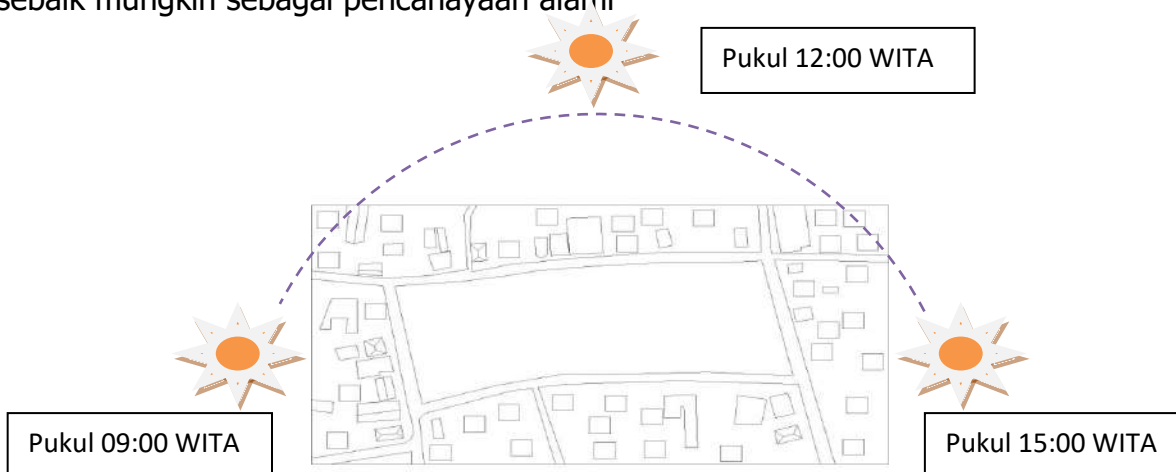 sebaik mungkin sebagai pencahayaan alami
Pukul 12:00 WITA
Pukul 09:00 WITA
Pukul 15:00 WITA